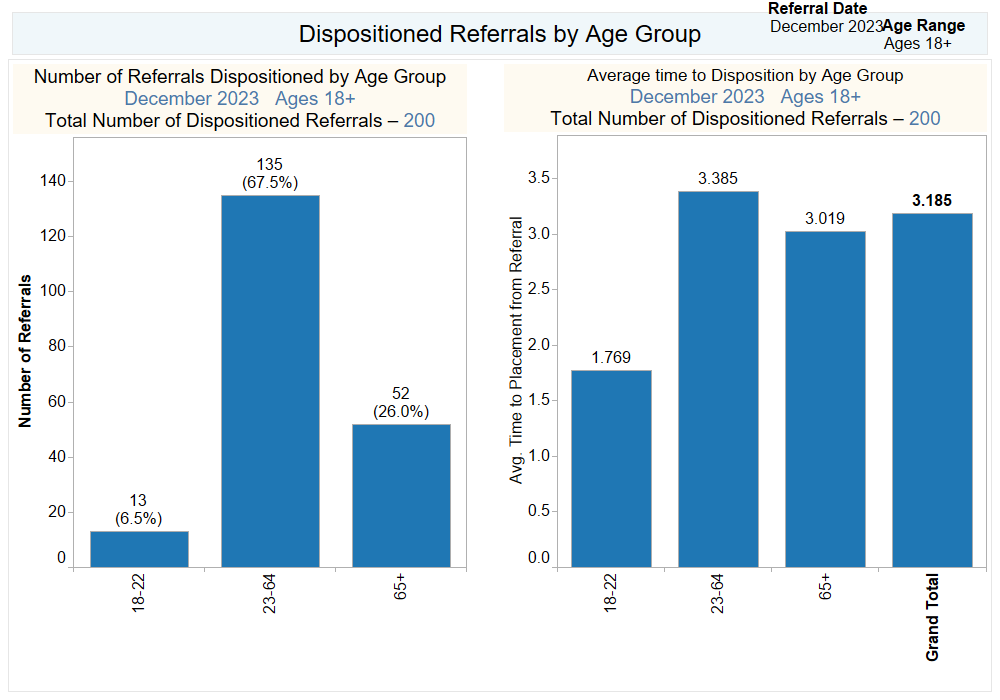 Referral Date
December 2023
Age Range
Ages 18+
Dispositioned Referrals by Age Group
Number of Referrals Dispositioned by Age Group
December 2023 Ages 18+
Total Number of Dispositioned Referrals – 200
Number of Referrals
140
120
100
80
60
40
20
0
13
(6.5%)
135
(67.5%)
52
(26.0%)
18-22
23-64
65+
Average time to Disposition by Age Group
December 2023 Ages 18+
Total Number of Dispositioned Referrals – 200
Avg. Time to Placement from Referral
3.5
3.0
2.5
2.0
1.5
1.0
0.5
0.0
1.769
3.385
3.019
3.185
18-22
23-64
65+
Grand Total